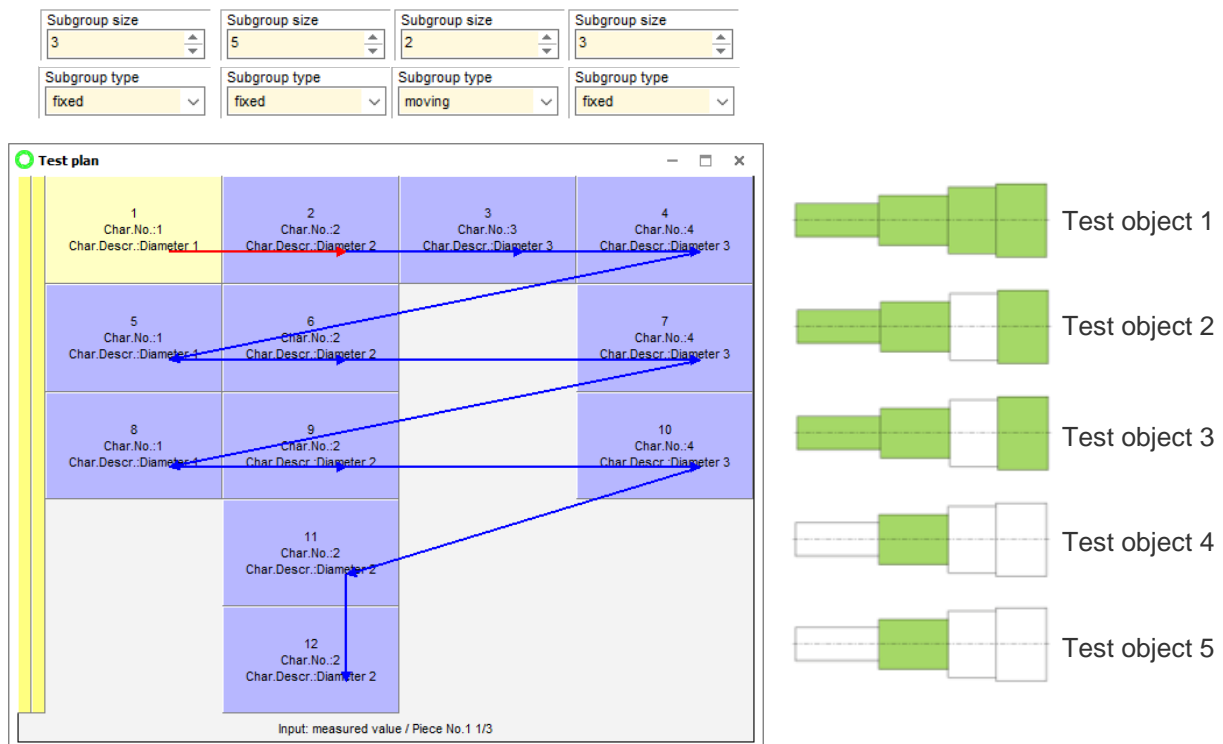 Subgroup size Subgroup size Subgroup size Subgroup size
3 5 2 3
Subgroup type Subgroup type Subgroup type Subgroup type
fixed fixed moving fixed
Test plan
1 2 3 4
Char.No.:1 Char.No.:2 Char.No.:3 Char.No.:4
Char.Descr.:Diameter 1 Char.Descr.:Diameter 2 Char.Descr.:Diameter 3 Char.Descr.:Diameter 3
Test object 1
5 6 7
Char.No.:1 Char.No.:2 Char.No.:4
Char.Descr.:Diameter 1 Char.Descr.:Diameter 2 Char.Descr.:Diameter 3
Test object 2
8 9 10
Char.No.:1 Char.No.:2 Char.No.:4
Char.Descr.:Diameter 1 Char.Descr.:Diameter 2 Char.Descr.:Diameter 3
Test object 3
11
Char.No.:2
Char.Descr.:Diameter 2
Test object 4
12
Char.No.:2
Char.Descr.:Diameter 2
Test object 5
Input: measured value / Piece No.1 1/3